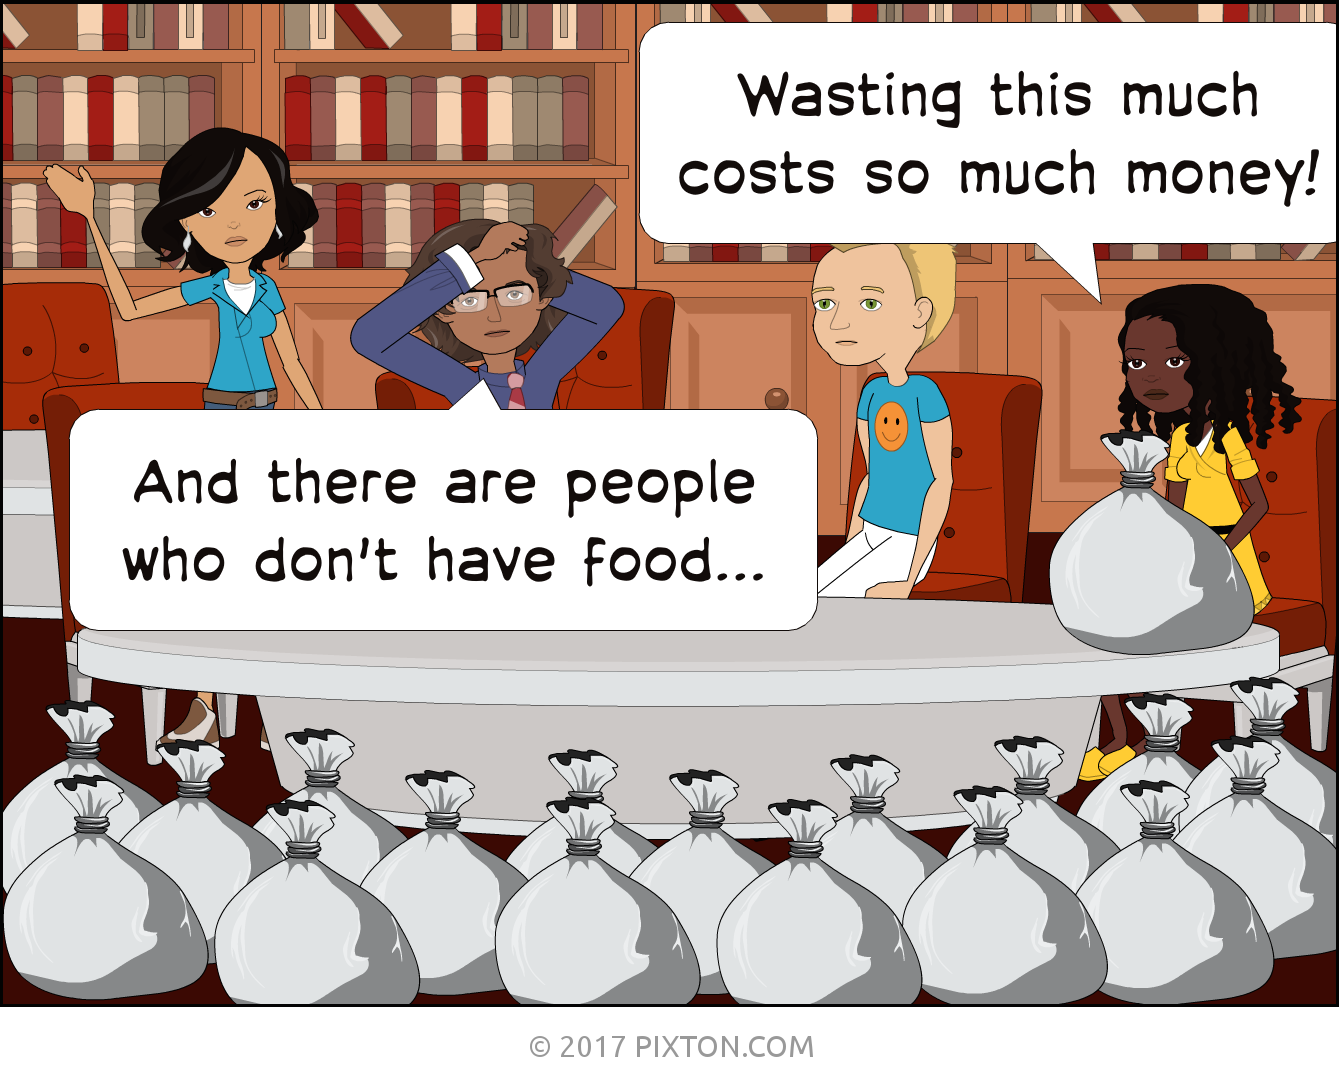 Wasting this much
costs so much money!
And there are people
who don't have food...
© 2017 PIXTON.COM